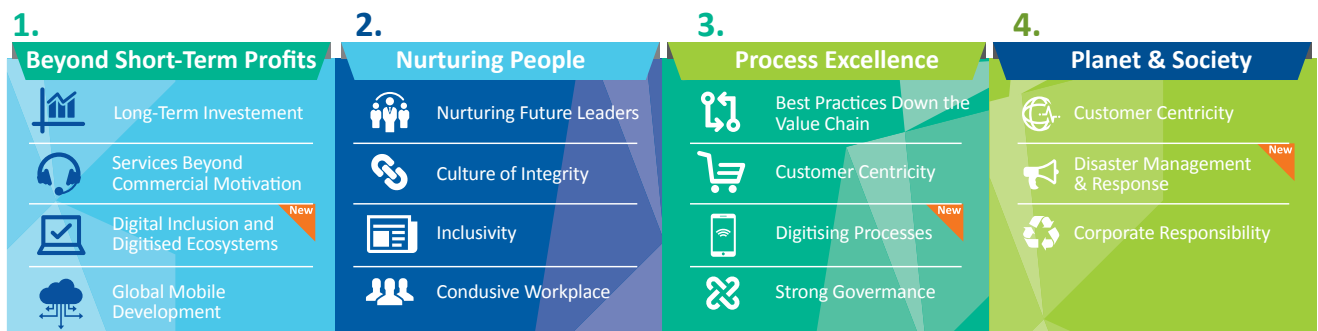 1.
Beyond Short-Term Profits
Long-Term Investement
Services Beyond
Commercial Motivation
New
Digital Inclusion and
Digitised Ecosystems
Global Mobile
Development
2.
Nurturing People
Nurturing Future Leaders
Culture of Integrity
Inclusivity
Condusive Workplace
3.
Process Excellence
Best Practices Down the
Value Chain
Customer Centricity
New
Digitising Processes
Strong Governance
4.
Planet & Society
Customer Centricity
New
Disaster Management
& Response
Corporate Responsibility